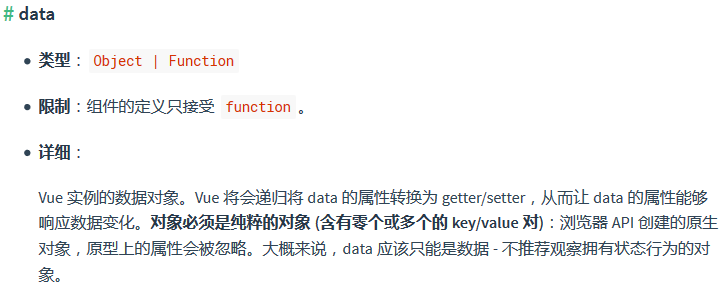 # data
• 类型：Object | Function
• 限制：组件的定义只接受 function。
• 详细：
Vue 实例的数据对象。Vue 将会递归将 data 的属性转换为 getter/setter，从而让 data 的属性能够
响应数据变化。对象必须是纯粹的对象 (含有零个或多个的 key/value 对)：浏览器 API 创建的原生
对象，原型上的属性会被忽略。大概来说，data 应该只能是数据 - 不推荐观察拥有状态行为的对
象。